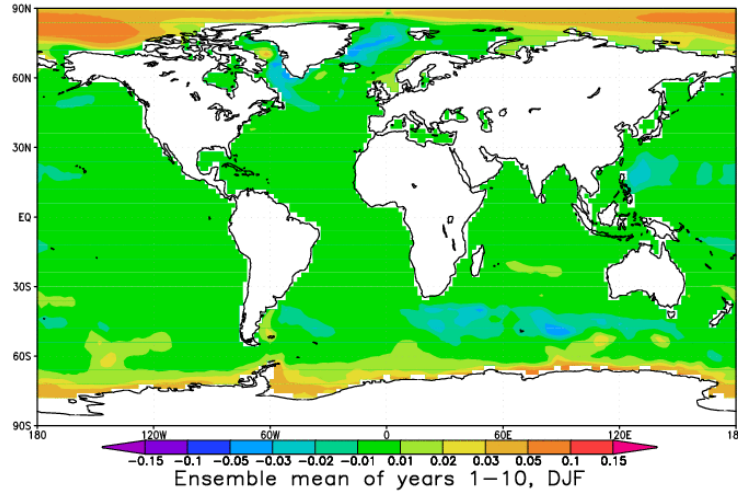 90N
60N
30N
EQ
30S
60S
90S
180 120W 60W 0 60E 120E 18
-0.15 -0.1 -0.05 -0.03 -0.02 -0.01 0.01 0.02 0.03 0.05 0.1 0.15
Ensemble mean of years 1-10, DJF